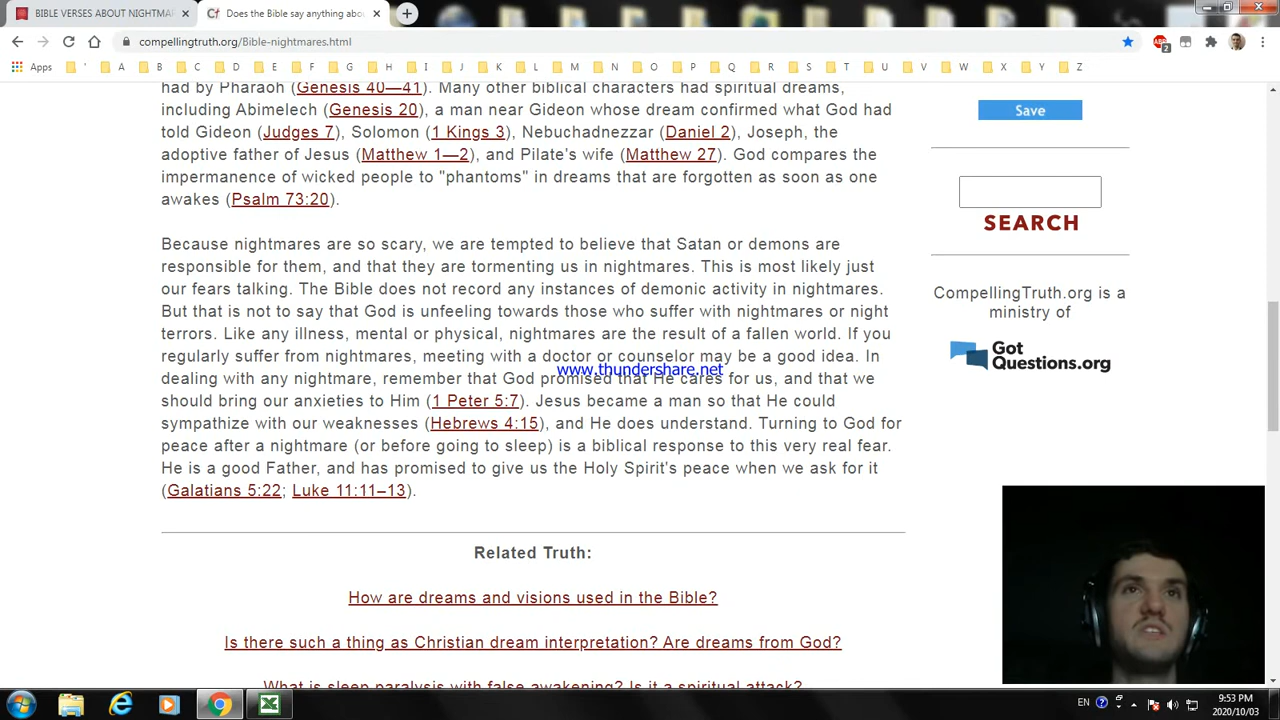 BIBLE VERSES ABOUT NIGHTMAR
Does the Bible say anything abou
compellingtruth.org/Bible-nightmares.html
2
Apps ' A B C D E F G H I J K L M N O P Q R S T U V W X Y Z
had by Pharaoh (Genesis 40—41). Many other biblical characters had spiritual dreams,
including Abimelech (Genesis 20), a man near Gideon whose dream confirmed what God had
told Gideon (Judges 7), Solomon (1 Kings 3), Nebuchadnezzar (Daniel 2), Joseph, the
adoptive father of Jesus (Matthew 1—2), and Pilate's wife (Matthew 27). God compares the
impermanence of wicked people to "phantoms" in dreams that are forgotten as soon as one
awakes (Psalm 73:20).
Because nightmares are so scary, we are tempted to believe that Satan or demons are
responsible for them, and that they are tormenting us in nightmares. This is most likely just
our fears talking. The Bible does not record any instances of demonic activity in nightmares.
But that is not to say that God is unfeeling towards those who suffer with nightmares or night
terrors. Like any illness, mental or physical, nightmares are the result of a fallen world. If you
regularly suffer from nightmares, meeting with a doctor or counselor may be a good idea. In
www.thundershare.net
dealing with any nightmare, remember that God promised that He cares for us, and that we
should bring our anxieties to Him (1 Peter 5:7). Jesus became a man so that He could
sympathize with our weaknesses (Hebrews 4:15), and He does understand. Turning to God for
peace after a nightmare (or before going to sleep) is a biblical response to this very real fear.
He is a good Father, and has promised to give us the Holy Spirit's peace when we ask for it
(Galatians 5:22; Luke 11:11–13).
Related Truth:
How are dreams and visions used in the Bible?
Is there such a thing as Christian dream interpretation? Are dreams from God?
What is sleep paralysis with false awakening? Is it a spiritual attack?
Save
SEARCH
CompellingTruth.org is a
ministry of
Got
Questions.org
EN
9:53 PM
2020/10/03